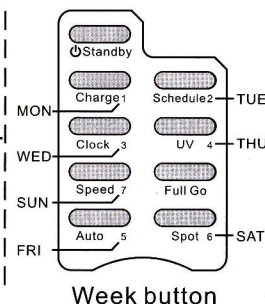 ⏻Standby
Charge1 Schedule2 TUE
MON
Clock 3 UV 4 THU
WED
Speed 7 Full Go
SUN
Auto 5 Spot 6 SAT
FRI
Week button